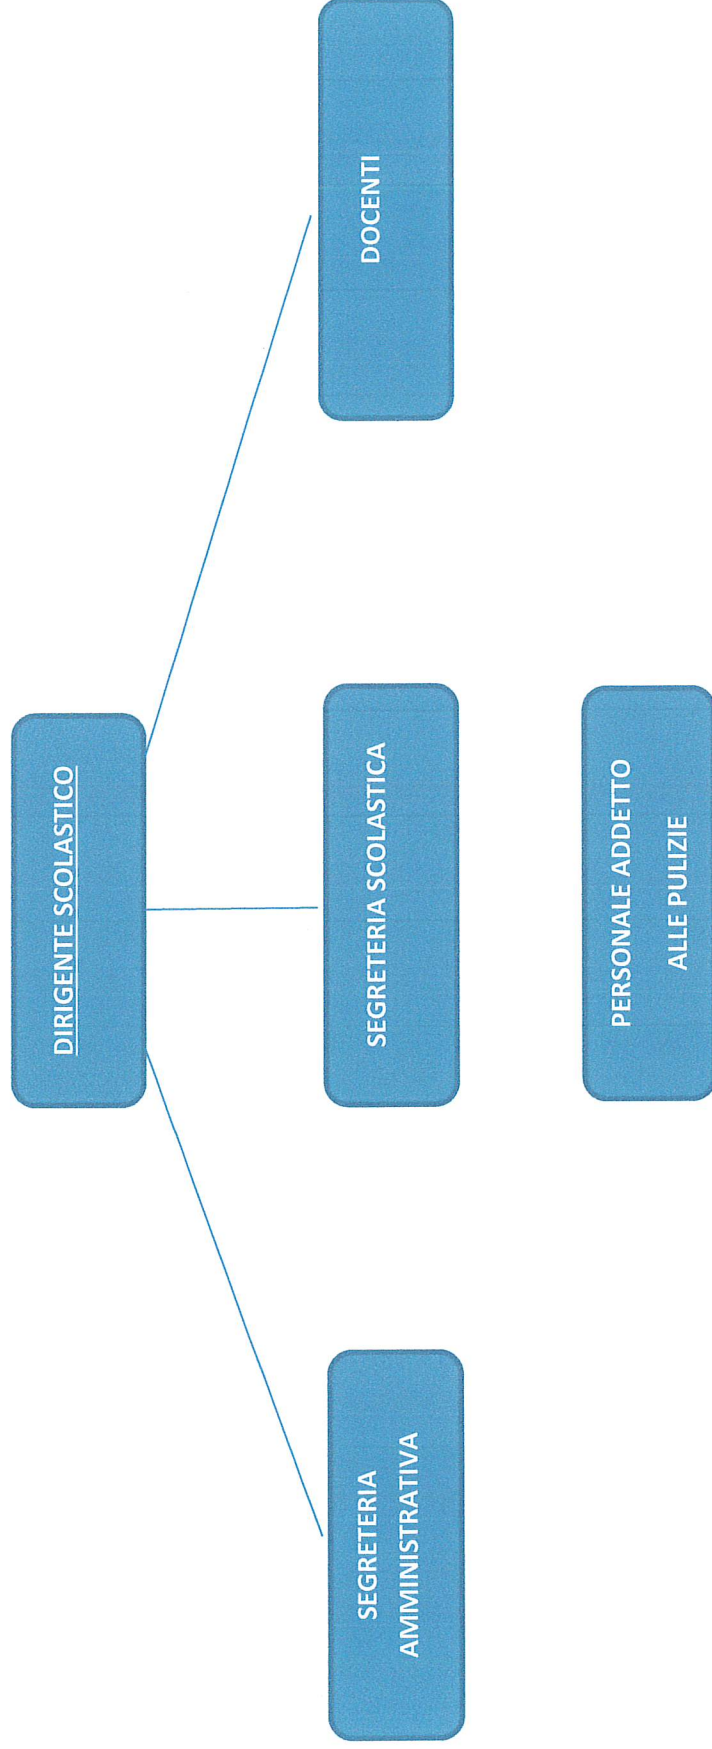 DIRIGENTE SCOLASTICO
SEGRETERIA
AMMINISTRATIVA
SEGRETERIA SCOLASTICA
DOCENTI
PERSONALE ADDETTO
ALLE PULIZIE